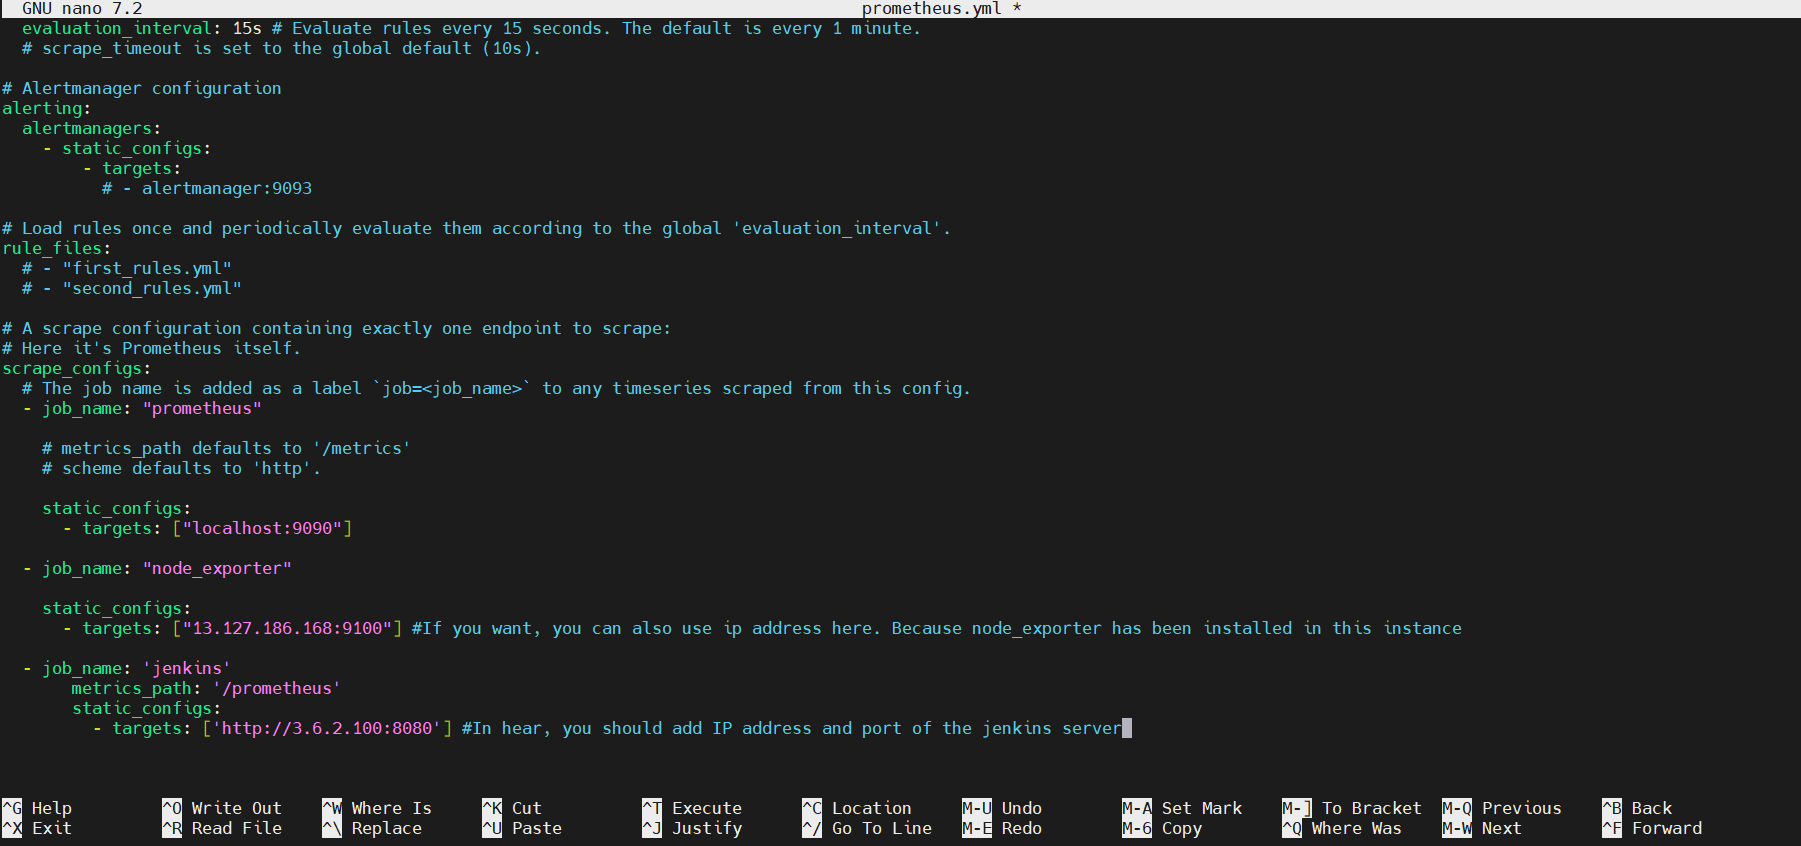 GNU nano 7.2 prometheus.yml *
evaluation_interval: 15s # Evaluate rules every 15 seconds. The default is every 1 minute.
# scrape_timeout is set to the global default (10s).
# Alertmanager configuration
alerting:
alertmanagers:
- static_configs:
- targets:
# - alertmanager:9093
# Load rules once and periodically evaluate them according to the global 'evaluation_interval'.
rule_files:
# - "first_rules.yml"
# - "second_rules.yml"
# A scrape configuration containing exactly one endpoint to scrape:
# Here it's Prometheus itself.
scrape_configs:
# The job name is added as a label `job=<job_name>` to any timeseries scraped from this config.
- job_name: "prometheus"
# metrics_path defaults to '/metrics'
# scheme defaults to 'http'.
static_configs:
- targets: ["localhost:9090"]
- job_name: "node_exporter"
static_configs:
- targets: ["13.127.186.168:9100"] #If you want, you can also use ip address here. Because node_exporter has been installed in this instance
- job_name: 'jenkins'
metrics_path: '/prometheus'
static_configs:
- targets: ['http://3.6.2.100:8080'] #In hear, you should add IP address and port of the jenkins server
^G Help ^O Write Out ^W Where Is ^K Cut ^T Execute ^C Location M-U Undo M-A Set Mark M-] To Bracket M-Q Previous ^B Back
^X Exit ^R Read File ^\ Replace ^U Paste ^J Justify ^/ Go To Line M-E Redo M-6 Copy ^Q Where Was M-W Next ^F Forward